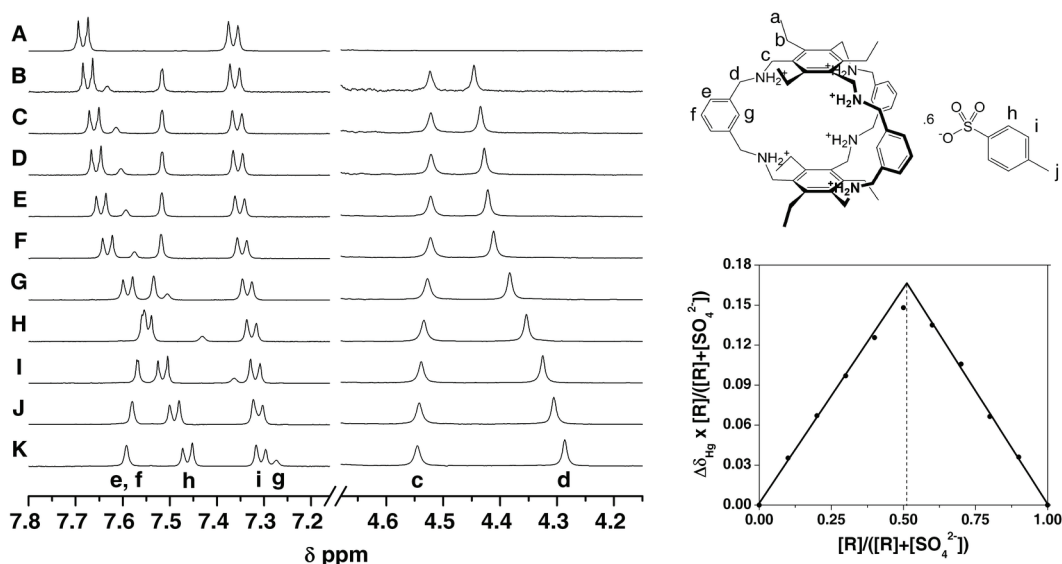 A
B
C
D
E
F
G
H
I
J
K
e, f
h
i
g
c
d
7.8 7.7 7.6 7.5 7.4 7.3 7.2 4.6 4.5 4.4 4.3 4.2
δ ppm
a
b
c
d
e
f
g
NH₂⁺
⁺H₂N
⁺H₂N
⁺H₂N
NH₂⁺
⁺H₂N
.6
⁻O
S
O
O
h
i
j
Δδ_Hg x [R]/([R]+[SO₄²⁻])
0.18
0.15
0.12
0.09
0.06
0.03
0.00
0.00 0.25 0.50 0.75 1.00
[R]/([R]+[SO₄²⁻])